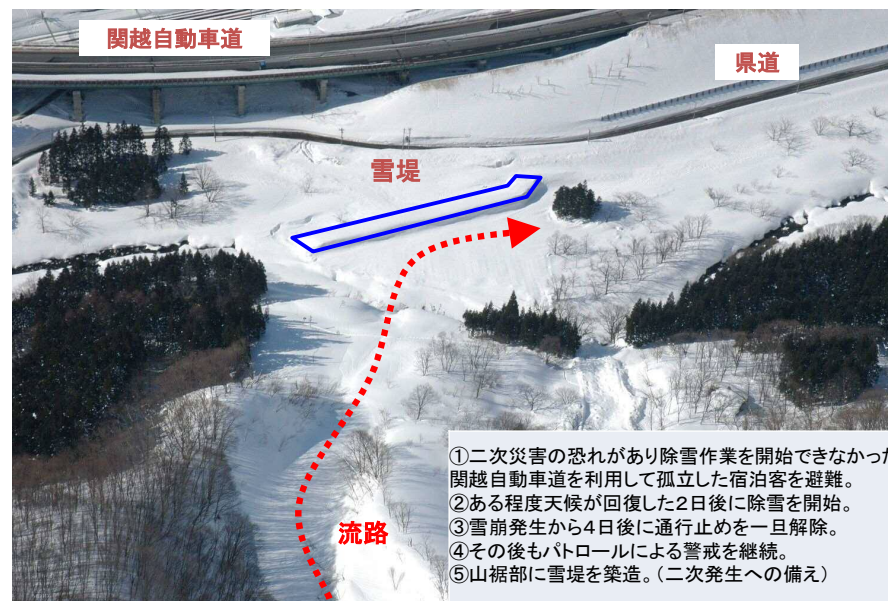 関越自動車道
県道
雪堤
流路
①二次災害の恐れがあり除雪作業を開始できなかった
関越自動車道を利用して孤立した宿泊客を避難。
②ある程度天候が回復した2日後に除雪を開始。
③雪崩発生から4日後に通行止めを一旦解除。
④その後もパトロールによる警戒を継続。
⑤山裾部に雪堤を築造。(二次発生への備え)